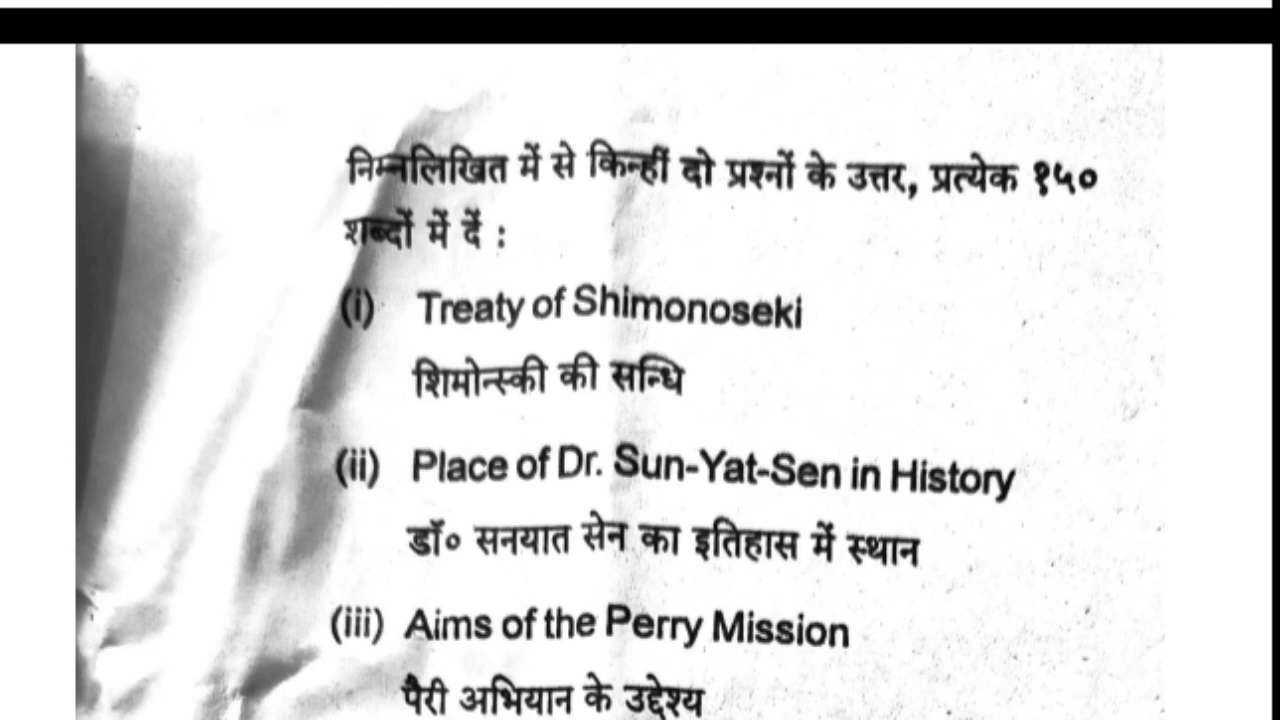 निम्नलिखित में से किन्हीं दो प्रश्नों के उत्तर, प्रत्येक १५०
शब्दों में दें :
(i) Treaty of Shimonoseki
शिमोन्स्की की सन्धि
(ii) Place of Dr. Sun-Yat-Sen in History
डॉ० सनयात सेन का इतिहास में स्थान
(iii) Aims of the Perry Mission
पैरी अभियान के उद्देश्य